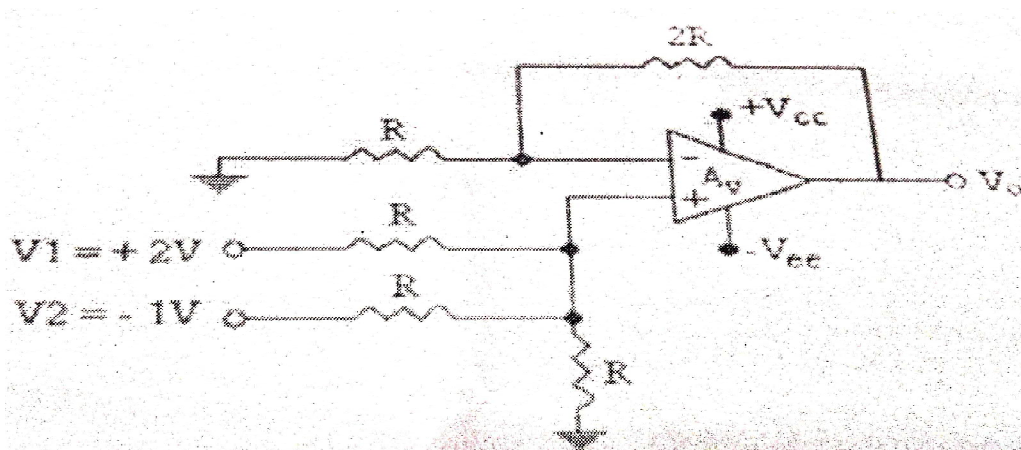 2R
+Vcc
R
-
Av
Vo
+
R
V1 = + 2V
-Vee
R
V2 = - 1V
R